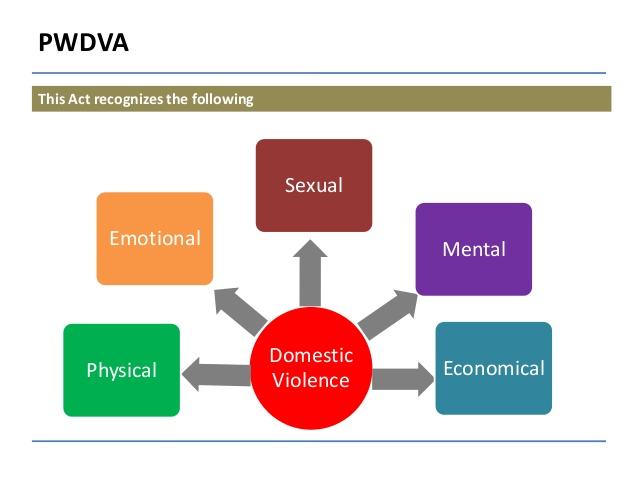 PWDVA
This Act recognizes the following
Sexual
Emotional
Mental
Physical
Domestic
Violence
Economical